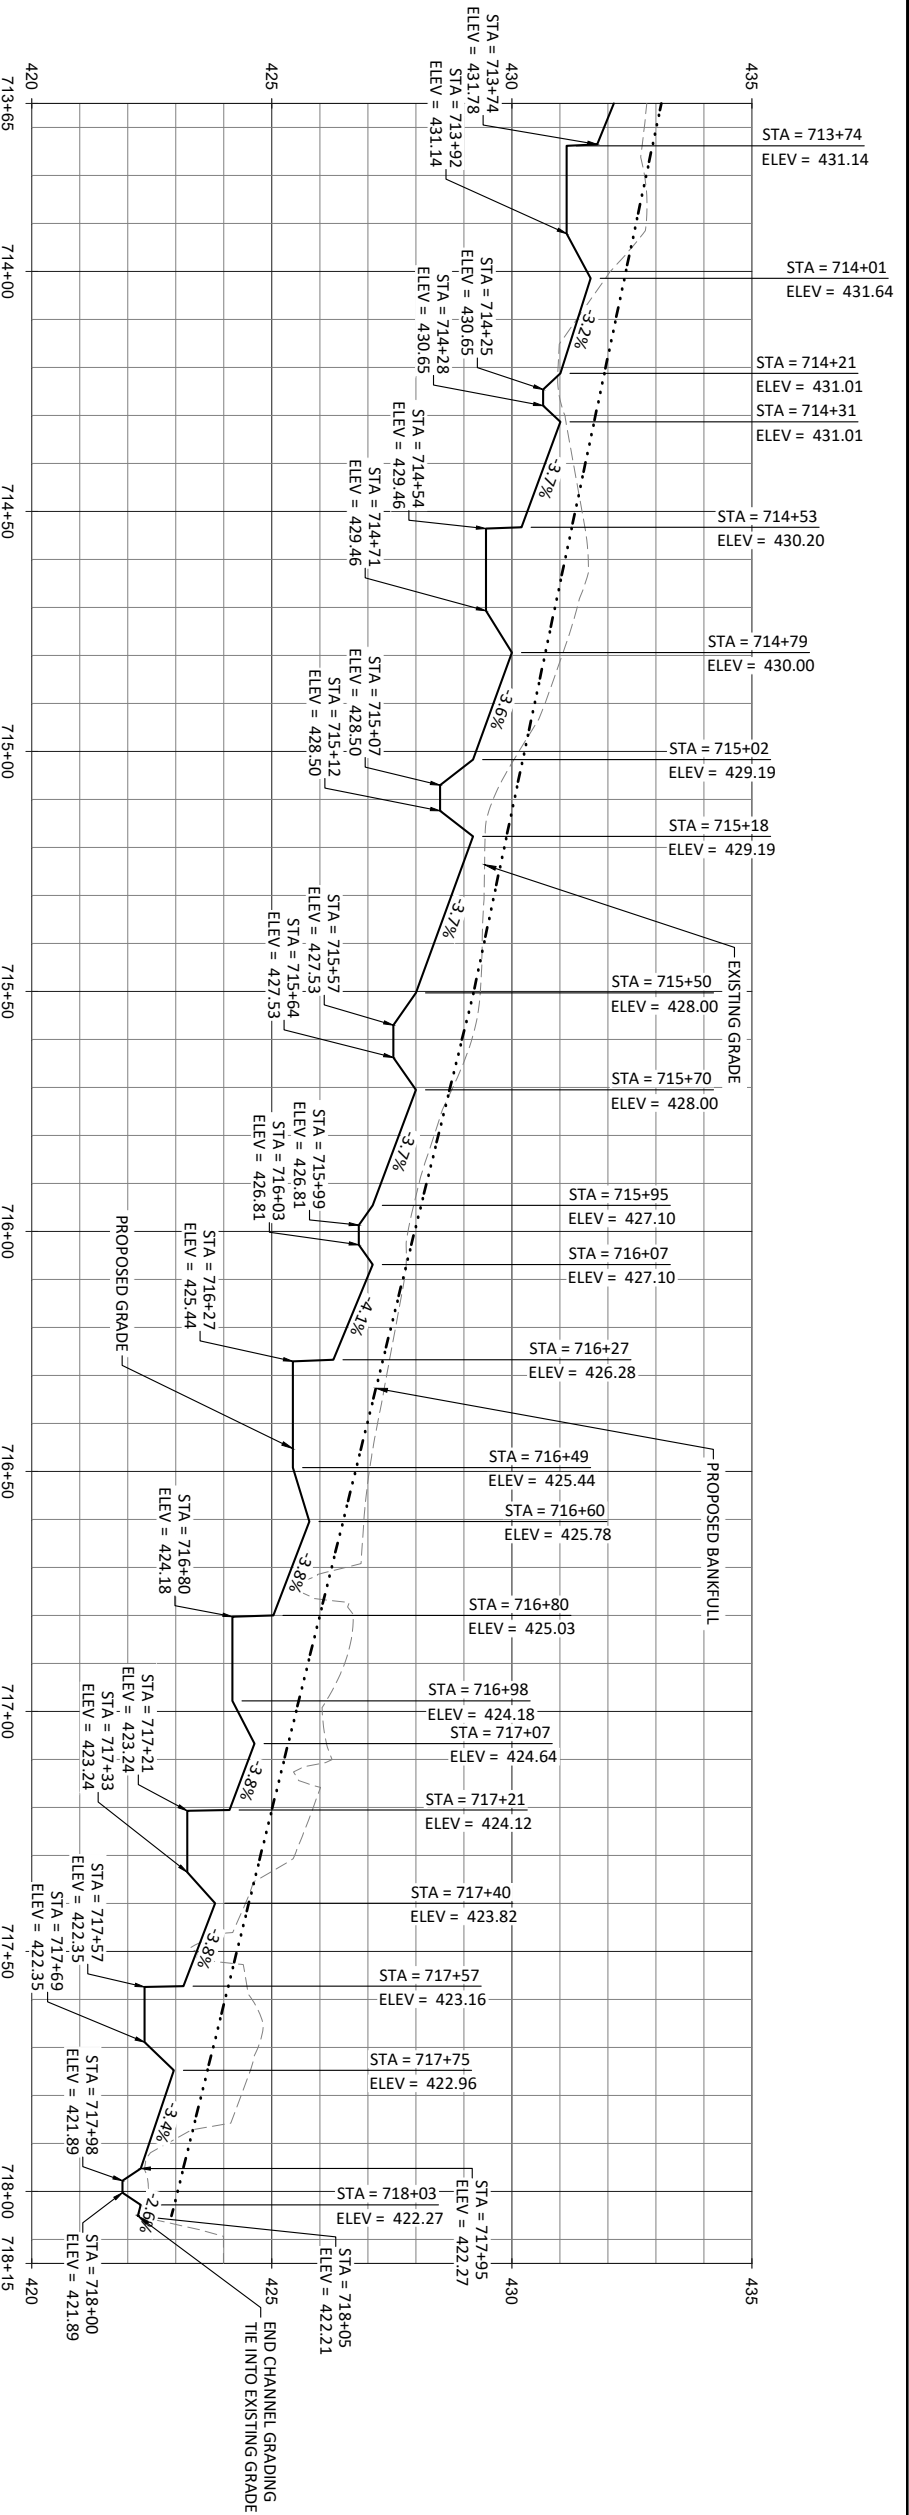 420
425
430
435
713+65
714+00
714+50
715+00
715+50
716+00
716+50
717+00
717+50
718+00
718+15
420
425
430
435
STA = 713+74
ELEV = 431.78
STA = 713+74
ELEV = 431.14
STA = 713+92
ELEV = 431.14
STA = 714+01
ELEV = 431.64
-3.2%
STA = 714+21
ELEV = 431.01
STA = 714+25
ELEV = 430.65
STA = 714+28
ELEV = 430.65
STA = 714+31
ELEV = 431.01
-3.7%
STA = 714+53
ELEV = 430.20
STA = 714+54
ELEV = 429.46
STA = 714+71
ELEV = 429.46
STA = 714+79
ELEV = 430.00
-3.6%
STA = 715+02
ELEV = 429.19
STA = 715+07
ELEV = 428.50
STA = 715+12
ELEV = 428.50
STA = 715+18
ELEV = 429.19
EXISTING GRADE
-3.7%
STA = 715+50
ELEV = 428.00
STA = 715+57
ELEV = 427.53
STA = 715+64
ELEV = 427.53
STA = 715+70
ELEV = 428.00
-3.7%
STA = 715+95
ELEV = 427.10
STA = 715+99
ELEV = 426.81
STA = 716+03
ELEV = 426.81
STA = 716+07
ELEV = 427.10
-4.1%
STA = 716+27
ELEV = 426.28
STA = 716+27
ELEV = 425.44
PROPOSED GRADE
PROPOSED BANKFULL
STA = 716+49
ELEV = 425.44
STA = 716+60
ELEV = 425.78
-3.8%
STA = 716+80
ELEV = 425.03
STA = 716+80
ELEV = 424.18
STA = 716+98
ELEV = 424.18
STA = 717+07
ELEV = 424.64
-3.8%
STA = 717+21
ELEV = 424.12
STA = 717+21
ELEV = 423.24
STA = 717+33
ELEV = 423.24
STA = 717+40
ELEV = 423.82
-3.8%
STA = 717+57
ELEV = 423.16
STA = 717+57
ELEV = 422.35
STA = 717+69
ELEV = 422.35
STA = 717+75
ELEV = 422.96
-3.4%
STA = 717+95
ELEV = 422.27
STA = 717+98
ELEV = 421.89
STA = 718+00
ELEV = 421.89
STA = 718+03
ELEV = 422.27
-2.6%
STA = 718+05
ELEV = 422.21
END CHANNEL GRADING
TIE INTO EXISTING GRADE